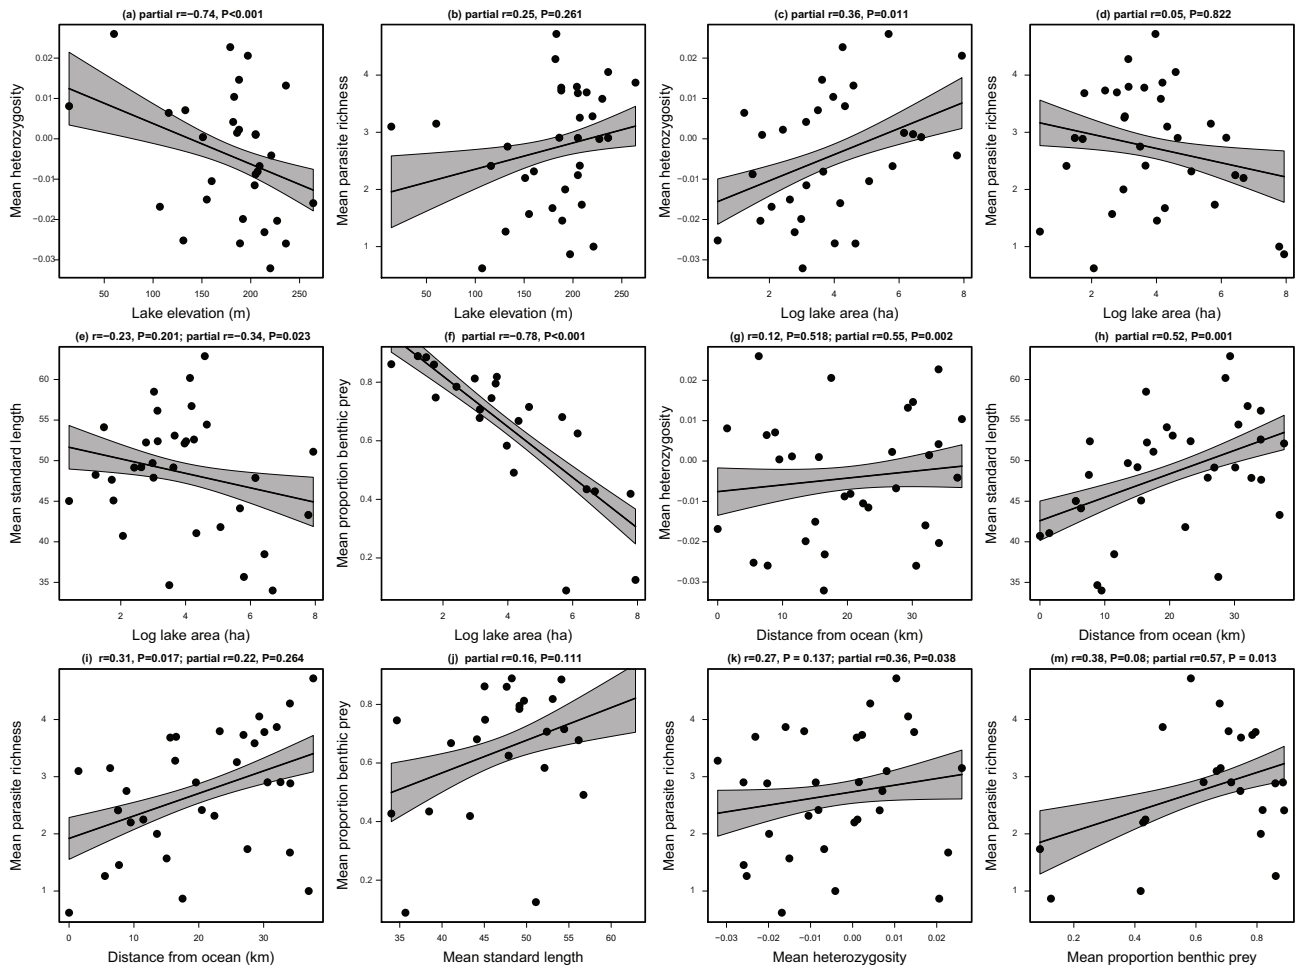 (a) partial r=−0.74, P<0.001
Mean heterozygosity
0.02
0.01
0.00
−0.01
−0.02
−0.03
50 100 150 200 250
Lake elevation (m)
(b) partial r=0.25, P=0.261
Mean parasite richness
4
3
2
1
50 100 150 200 250
Lake elevation (m)
(c) partial r=0.36, P=0.011
Mean heterozygosity
0.02
0.01
0.00
−0.01
−0.02
−0.03
2 4 6 8
Log lake area (ha)
(d) partial r=0.05, P=0.822
Mean parasite richness
4
3
2
1
2 4 6 8
Log lake area (ha)
(e) r=−0.23, P=0.201; partial r=−0.34, P=0.023
Mean standard length
60
55
50
45
40
35
2 4 6 8
Log lake area (ha)
(f) partial r=−0.78, P<0.001
Mean proportion benthic prey
0.8
0.6
0.4
0.2
2 4 6 8
Log lake area (ha)
(g) r=0.12, P=0.518; partial r=0.55, P=0.002
Mean heterozygosity
0.02
0.01
0.00
−0.01
−0.02
−0.03
0 10 20 30
Distance from ocean (km)
(h) partial r=0.52, P=0.001
Mean standard length
60
55
50
45
40
35
0 10 20 30
Distance from ocean (km)
(i) r=0.31, P=0.017; partial r=0.22, P=0.264
Mean parasite richness
4
3
2
1
0 10 20 30
Distance from ocean (km)
(j) partial r=0.16, P=0.111
Mean proportion benthic prey
0.8
0.6
0.4
0.2
35 40 45 50 55 60
Mean standard length
(k) r=0.27, P = 0.137; partial r=0.36, P=0.038
Mean parasite richness
4
3
2
1
−0.03 −0.02 −0.01 0.00 0.01 0.02
Mean heterozygosity
(m) r=0.38, P=0.08; partial r=0.57, P = 0.013
Mean parasite richness
4
3
2
1
0.2 0.4 0.6 0.8
Mean proportion benthic prey